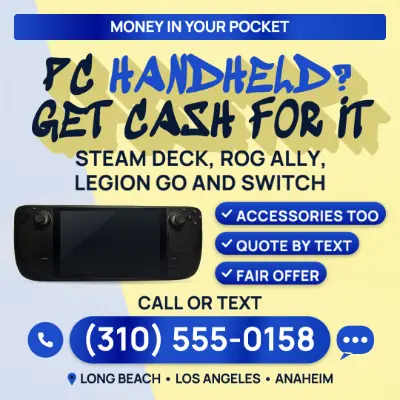 MONEY IN YOUR POCKET
PC HANDHELD?
GET CASH FOR IT
STEAM DECK, ROG ALLY,
LEGION GO AND SWITCH
ACCESSORIES TOO
QUOTE BY TEXT
FAIR OFFER
CALL OR TEXT
(310) 555-0158
LONG BEACH • LOS ANGELES • ANAHEIM